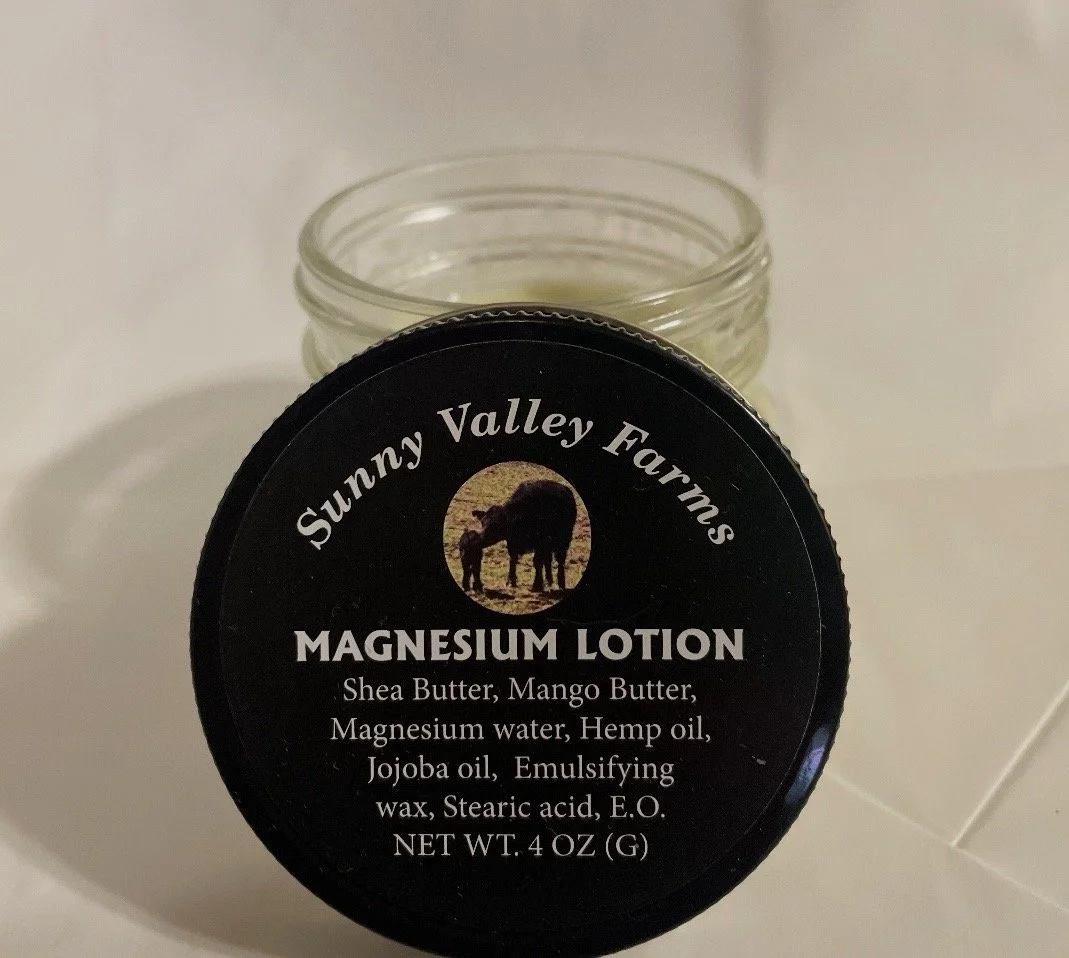 Sunny Valley Farms
MAGNESIUM LOTION
Shea Butter, Mango Butter,
Magnesium water, Hemp oil,
Jojoba oil, Emulsifying
wax, Stearic acid, E.O.
NET WT. 4 OZ (G)